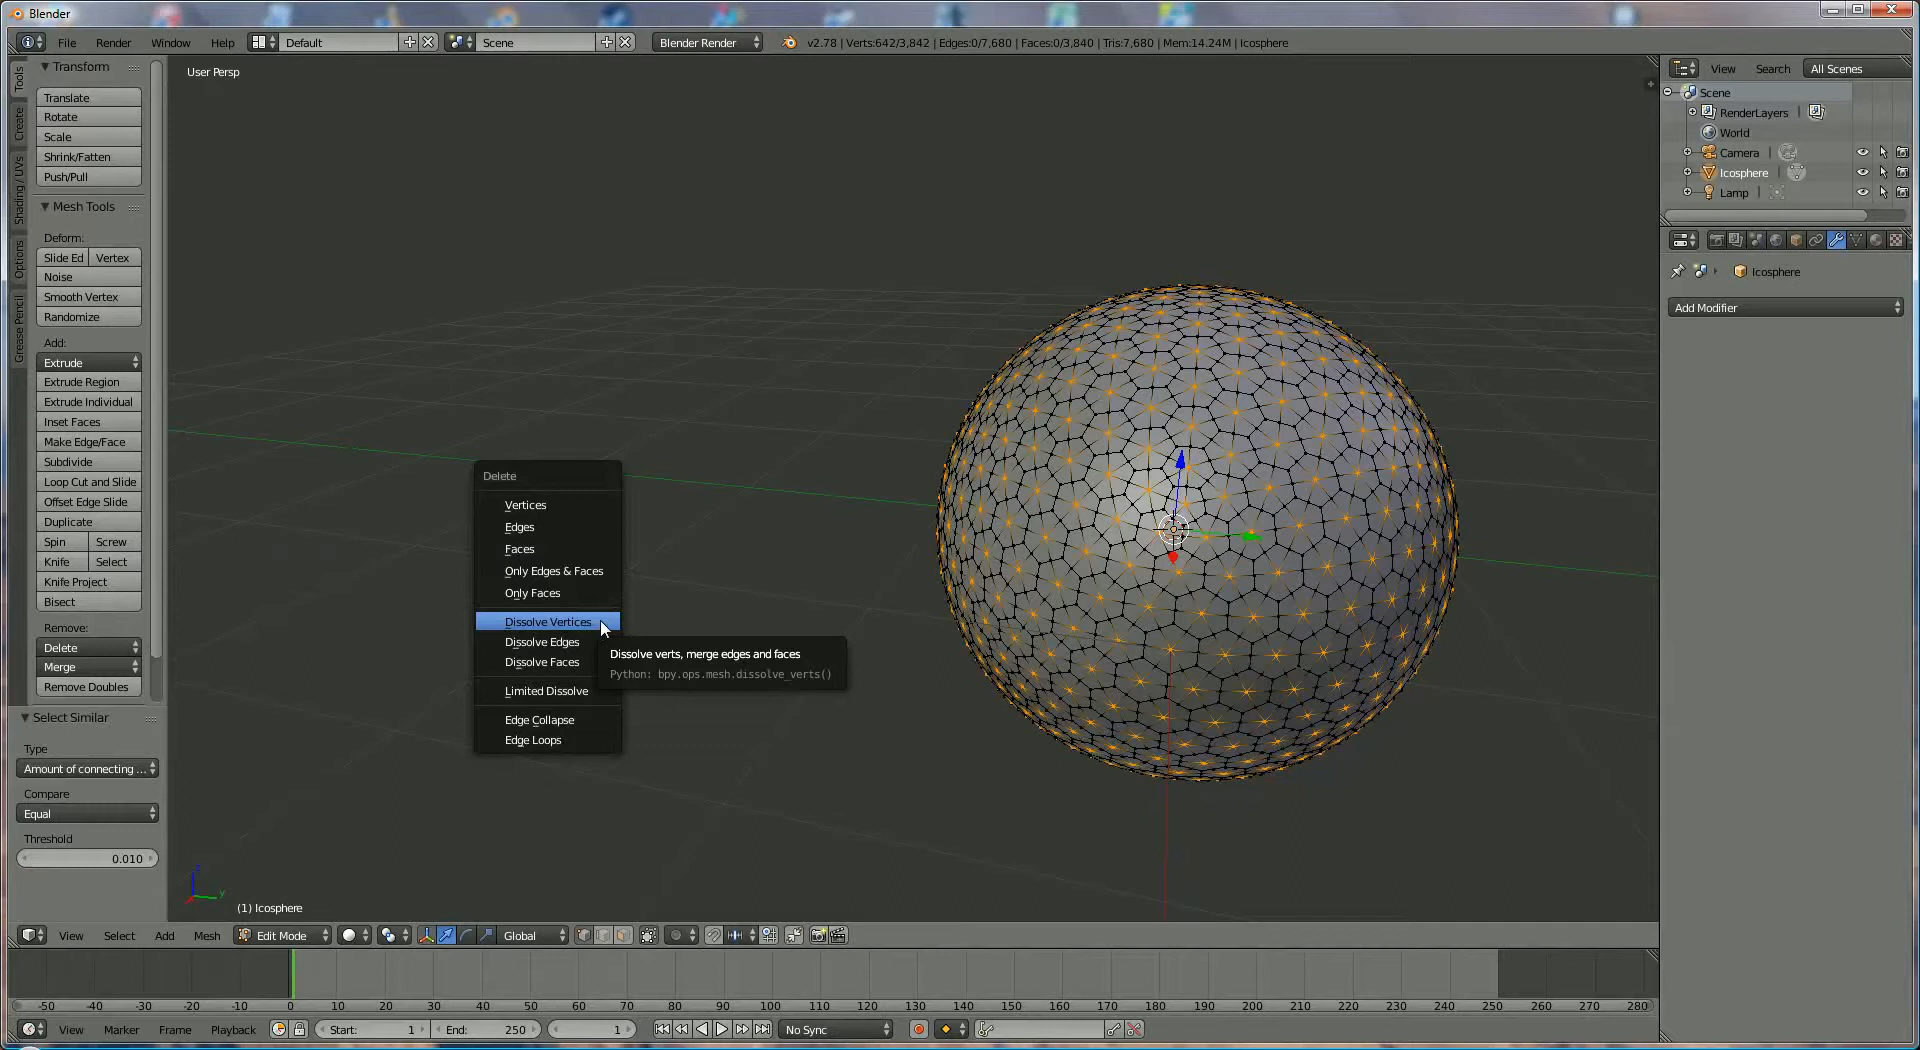 Blender
File Render Window Help Default Scene Blender Render v2.78 | Verts:642/3,842 | Edges:0/7,680 | Faces:0/3,840 | Tris:7,680 | Mem:14.24M | Icosphere
Tools
Create
Shading / UVs
Options
Grease Pencil
Transform
Translate
Rotate
Scale
Shrink/Fatten
Push/Pull
Mesh Tools
Deform:
Slide Ed Vertex
Noise
Smooth Vertex
Randomize
Add:
Extrude
Extrude Region
Extrude Individual
Inset Faces
Make Edge/Face
Subdivide
Loop Cut and Slide
Offset Edge Slide
Duplicate
Spin Screw
Knife Select
Knife Project
Bisect
Remove:
Delete
Merge
Remove Doubles
Select Similar
Type
Amount of connecting ...
Compare
Equal
Threshold
0.010
User Persp
Delete
Vertices
Edges
Faces
Only Edges & Faces
Only Faces
Dissolve Vertices
Dissolve Edges
Dissolve Faces
Limited Dissolve
Edge Collapse
Edge Loops
Dissolve verts, merge edges and faces
Python: bpy.ops.mesh.dissolve_verts()
z
y
(1) Icosphere
View Search All Scenes
Scene
RenderLayers
World
Camera
Icosphere
Lamp
Icosphere
Add Modifier
View Select Add Mesh Edit Mode Global
-50 -40 -30 -20 -10 0 10 20 30 40 50 60 70 80 90 100 110 120 130 140 150 160 170 180 190 200 210 220 230 240 250 260 270 280
View Marker Frame Playback Start: 1 End: 250 1 No Sync